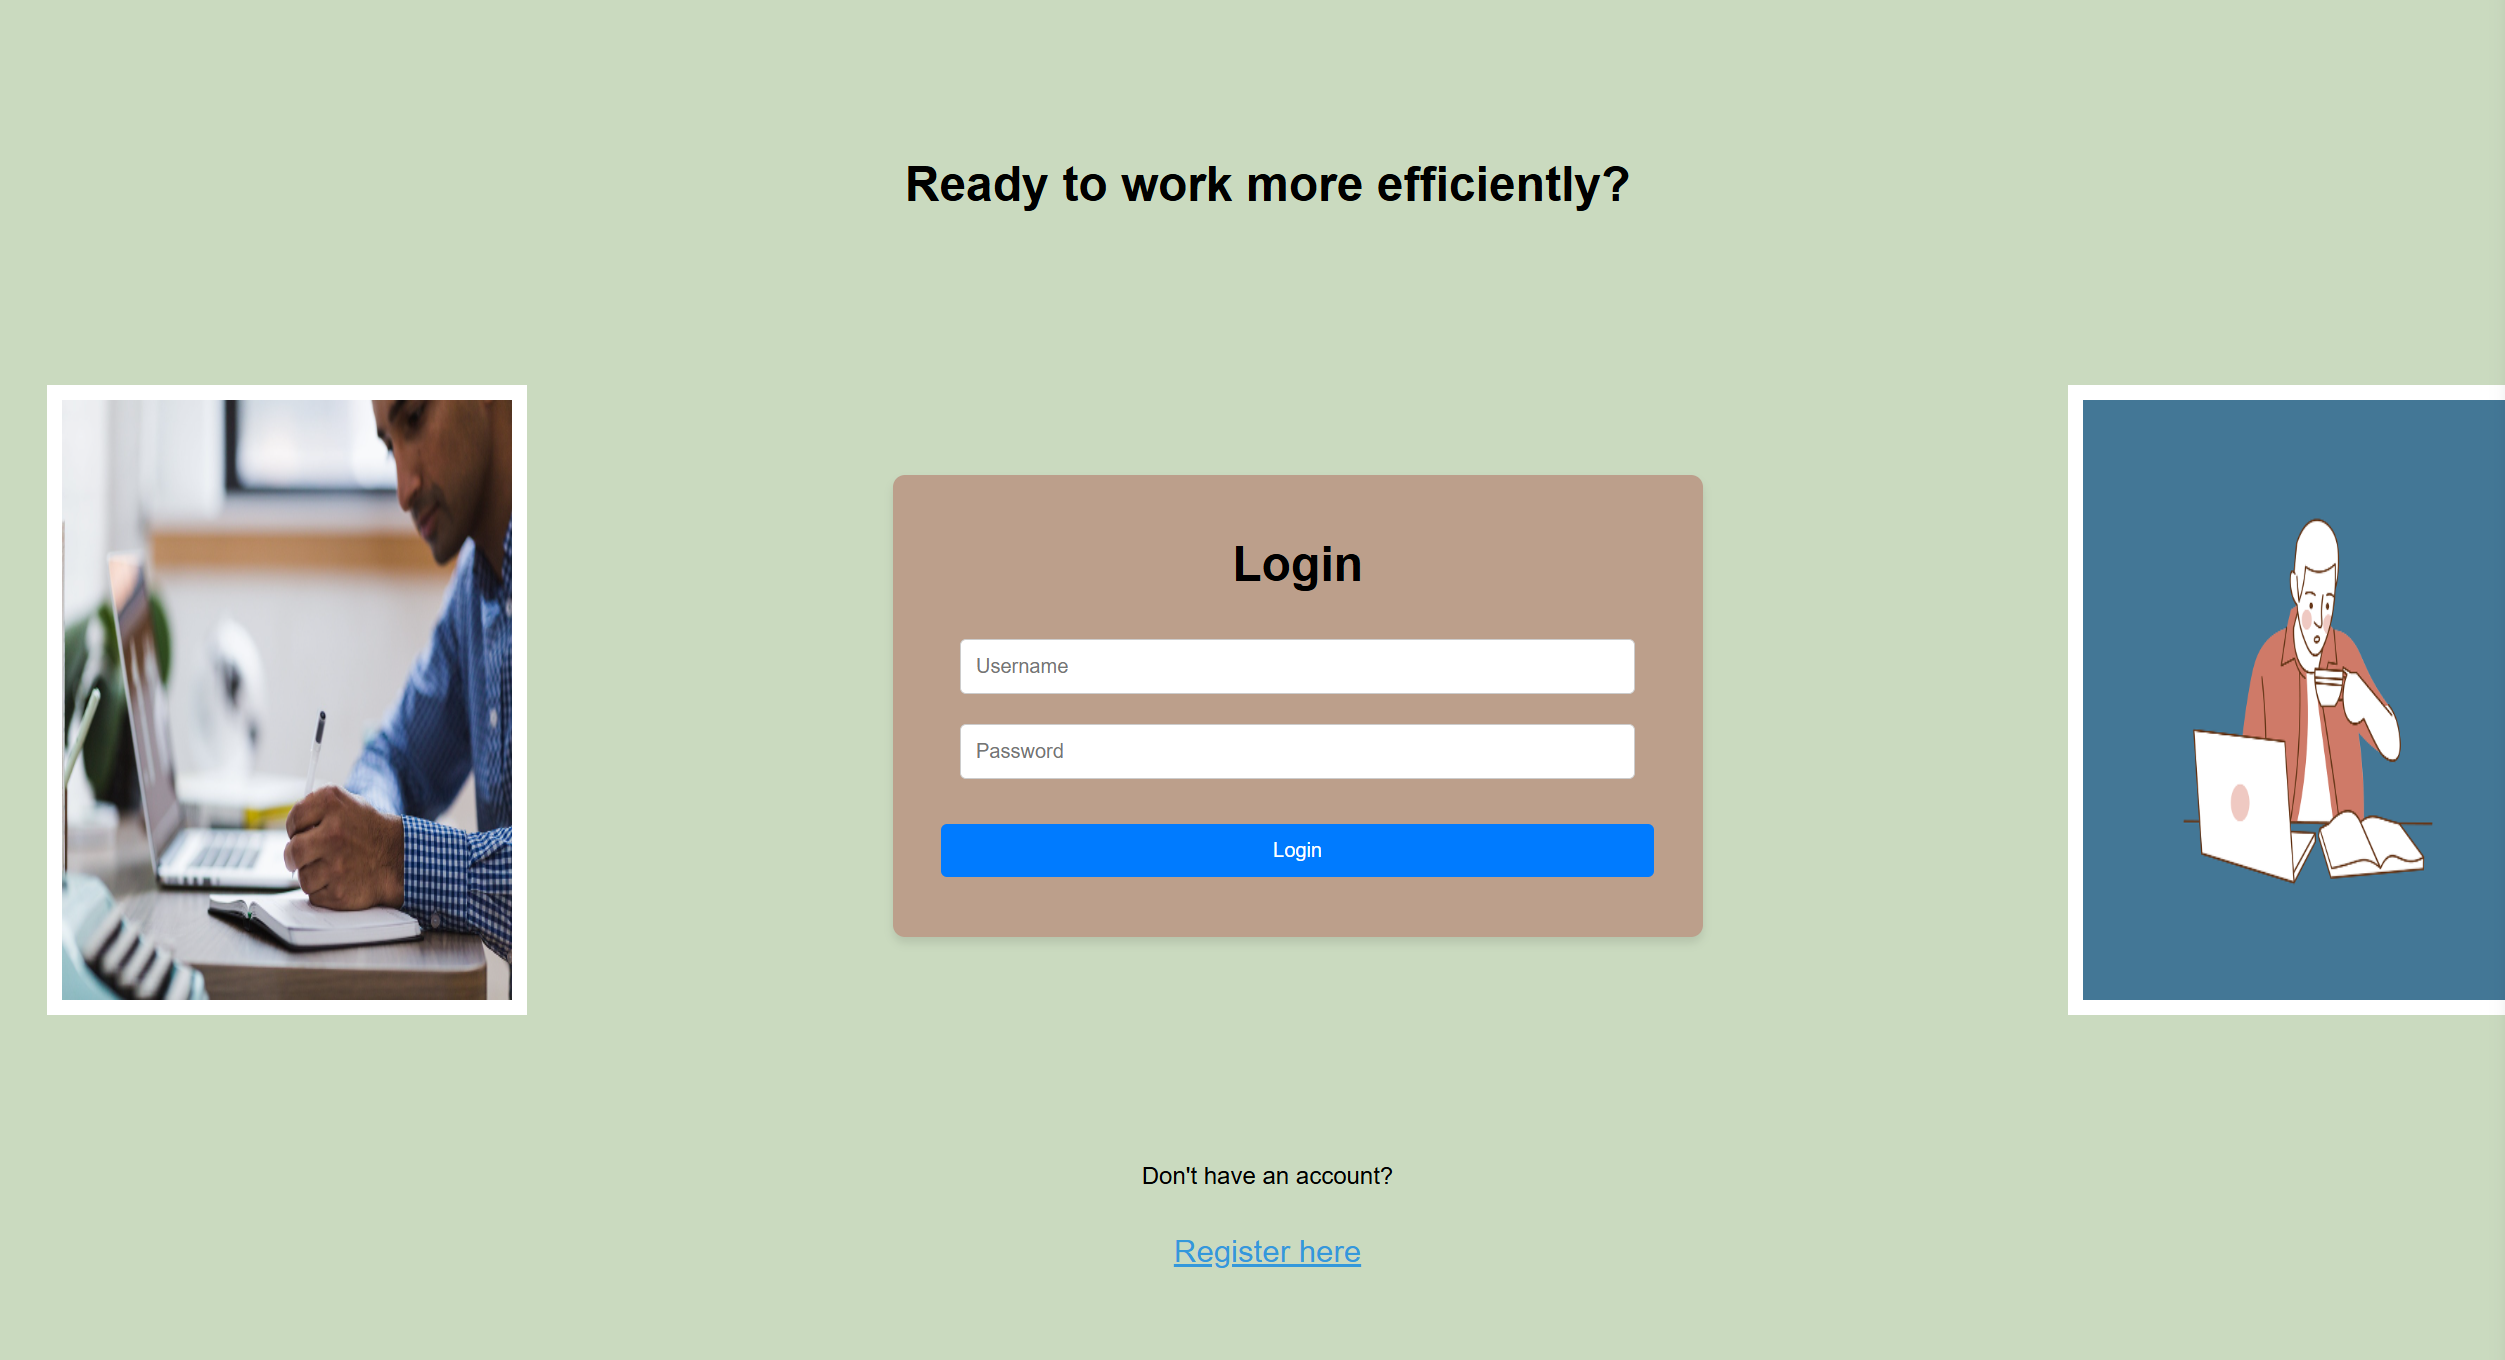 Ready to work more efficiently?
Login
Username
Password
Login
Don't have an account?
Register here